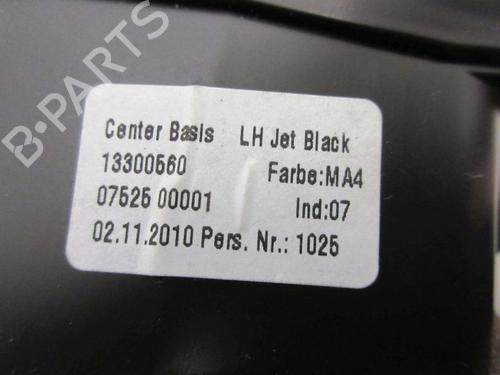 Center Basis LH Jet Black
13300560 Farbe:MA4
07525 00001 Ind:07
02.11.2010 Pers. Nr.: 1025
B-PARTS